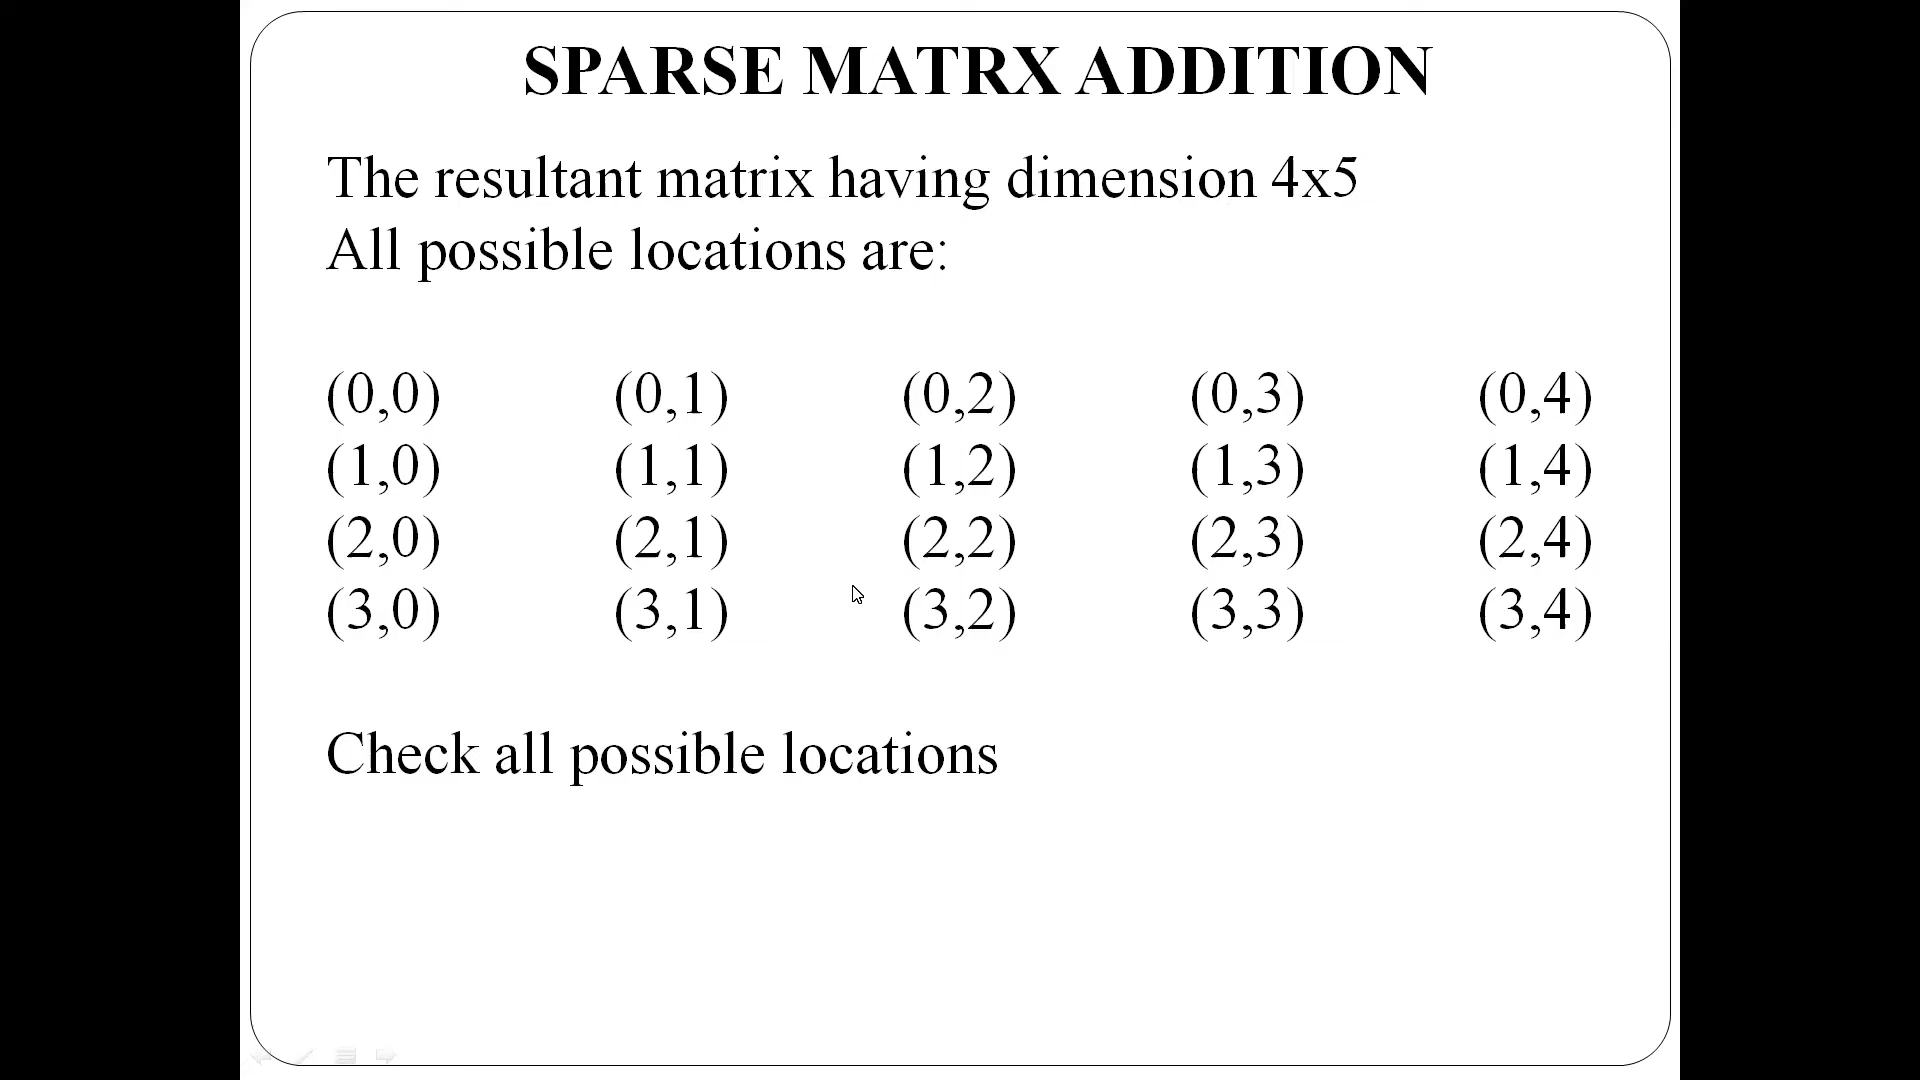 SPARSE MATRX ADDITION
The resultant matrix having dimension 4x5
All possible locations are:
(0,0) (0,1) (0,2) (0,3) (0,4)
(1,0) (1,1) (1,2) (1,3) (1,4)
(2,0) (2,1) (2,2) (2,3) (2,4)
(3,0) (3,1) (3,2) (3,3) (3,4)
Check all possible locations